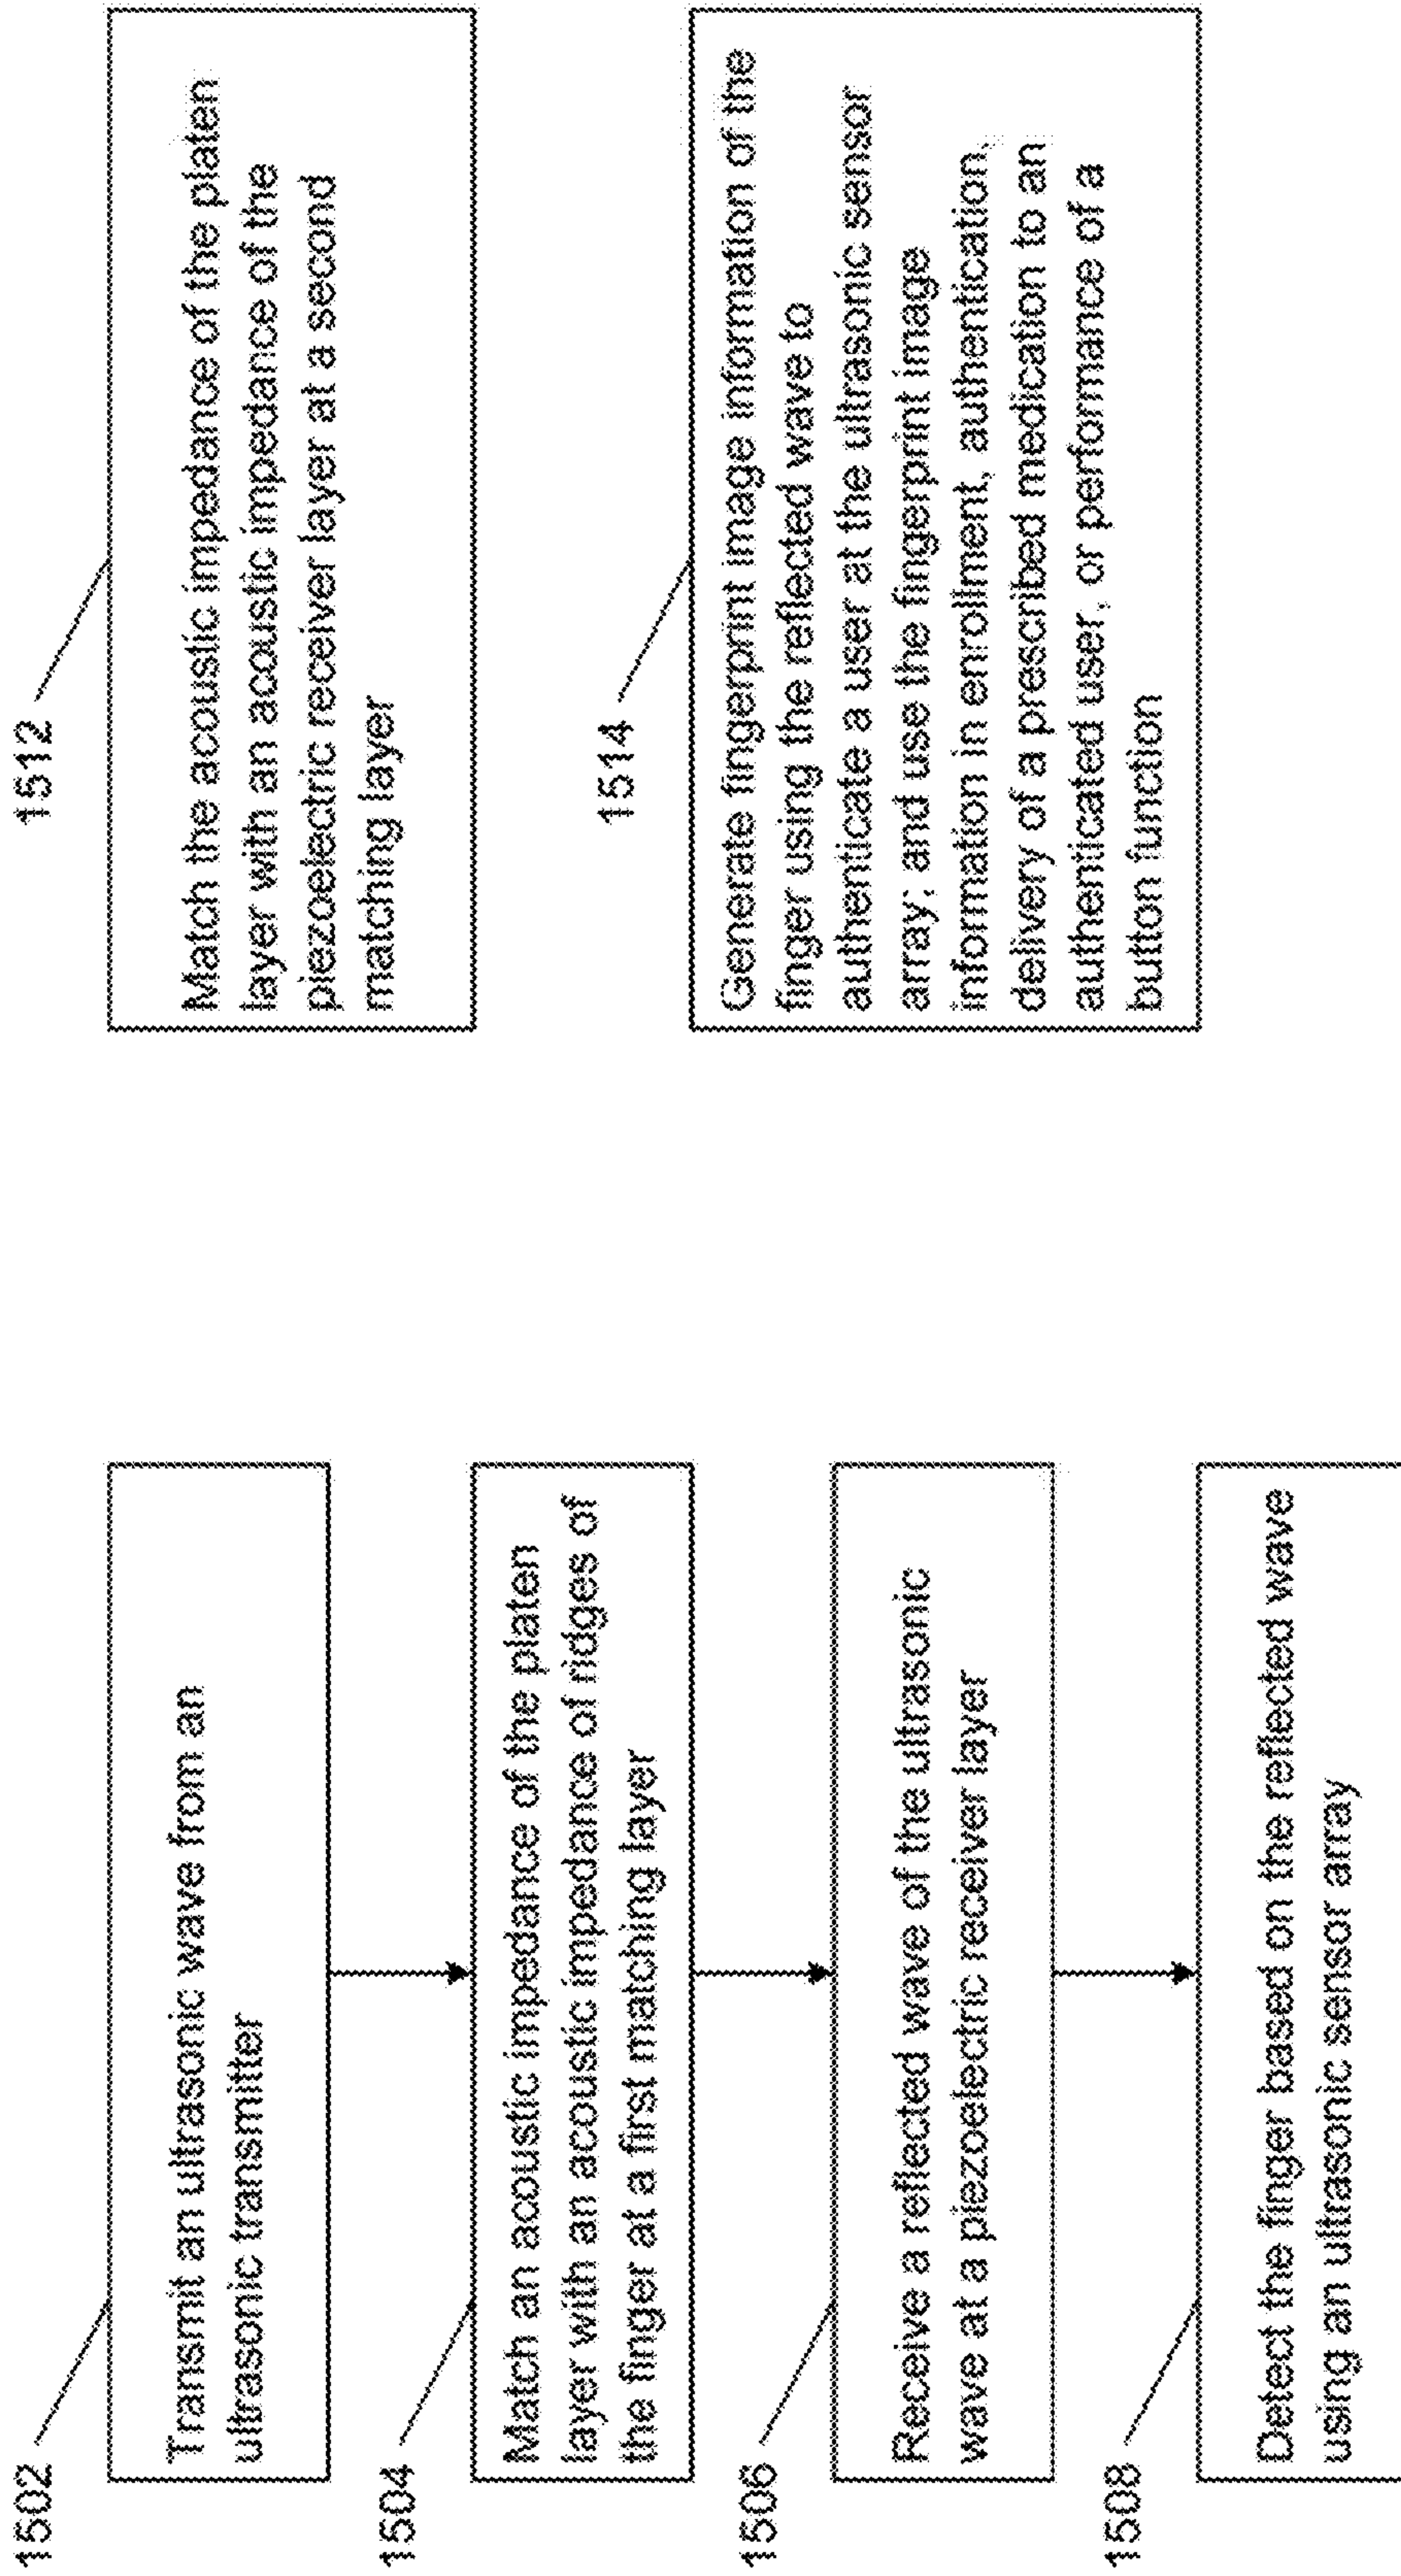 1502
Transmit an ultrasonic wave from an
ultrasonic transmitter
1504
Match an acoustic impedance of the platen
layer with an acoustic impedance of ridges of
the finger at a first matching layer
1506
Receive a reflected wave of the ultrasonic
wave at a piezoelectric receiver layer
1508
Detect the finger based on the reflected wave
using an ultrasonic sensor array
1512
Match the acoustic impedance of the platen
layer with an acoustic impedance of the
piezoelectric receiver layer at a second
matching layer
1514
Generate fingerprint image information of the
finger using the reflected wave to
authenticate a user at the ultrasonic sensor
array; and use the fingerprint image
information in enrollment, authentication,
delivery of a prescribed medication to an
authenticated user, or performance of a
button function